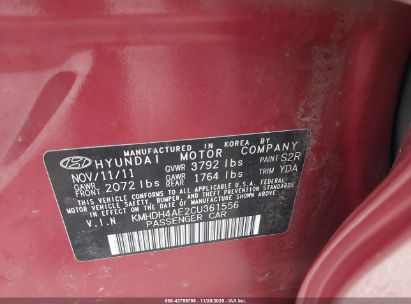 MANUFACTURED IN KOREA BY
HYUNDAI MOTOR COMPANY
NOV/11/11 GVWR 3792 lbs PAINT S2R
GAWR FRONT 2072 lbs GAWR REAR 1764 lbs TRIM YDA
THIS VEHICLE CONFORMS TO ALL APPLICABLE U.S.A. FEDERAL
MOTOR VEHICLE SAFETY, BUMPER, AND THEFT PREVENTION STANDARDS
IN EFFECT ON THE DATE OF MANUFACTURE SHOWN ABOVE.
V.I.N KMHDH4AE2CU361556
PASSENGER CAR